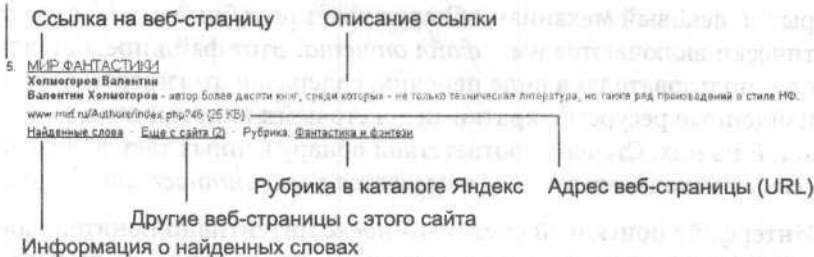 Ссылка на веб-страницу Описание ссылки
5. МИР ФАНТАСТИКИ
Холмогоров Валентин
Валентин Холмогоров - автор более десятка книг, среди которых - не только техническая литература, но также ряд произведений в стиле НФ.
www.mirf.ru/Authors/index.php?46 (25 КБ)
Найденные слова · Еще с сайта (2) · Рубрика: Фантастика и фэнтези
Рубрика в каталоге Яндекс Адрес веб-страницы (URL)
Другие веб-страницы с этого сайта
Информация о найденных словах